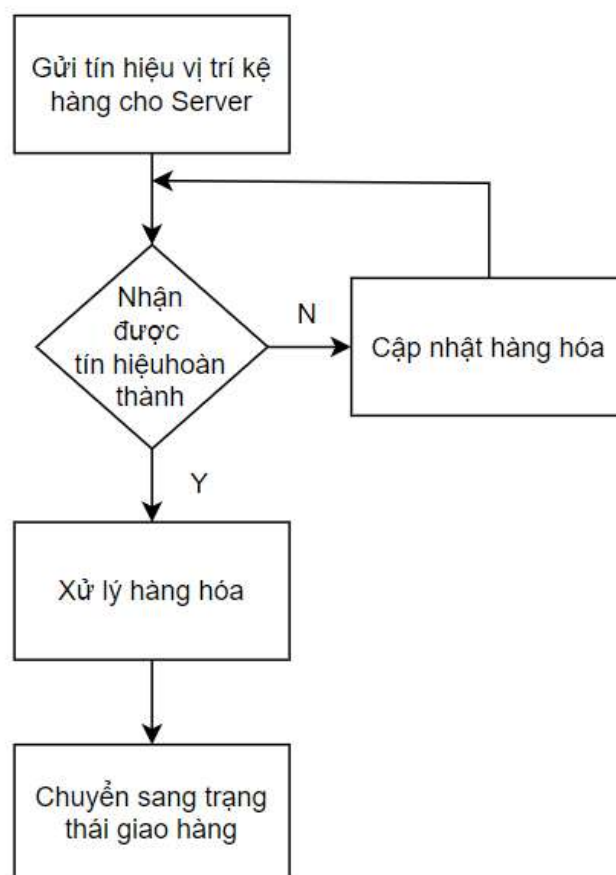 Gửi tín hiệu vị trí kệ
hàng cho Server
Nhận
được
tín hiệuhoàn
thành
N
Cập nhật hàng hóa
Y
Xử lý hàng hóa
Chuyển sang trạng
thái giao hàng